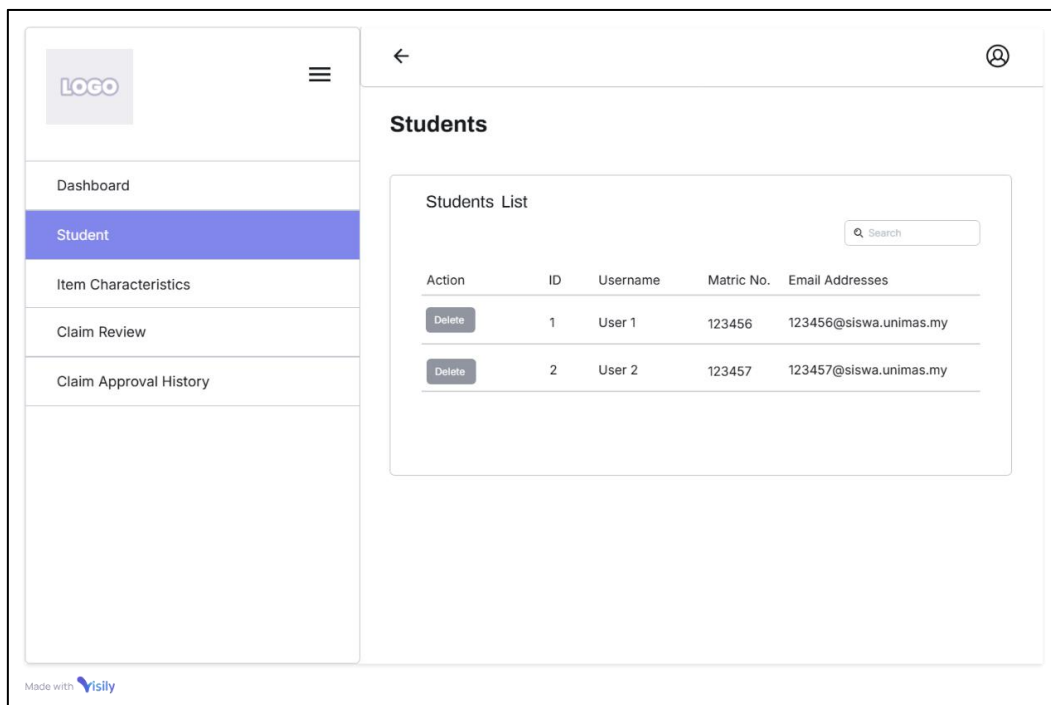 LOGO
Dashboard
Student
Item Characteristics
Claim Review
Claim Approval History
Students
Students List
Search
Action ID Username Matric No. Email Addresses
Delete 1 User 1 123456 123456@siswa.unimas.my
Delete 2 User 2 123457 123457@siswa.unimas.my
Made with Visily